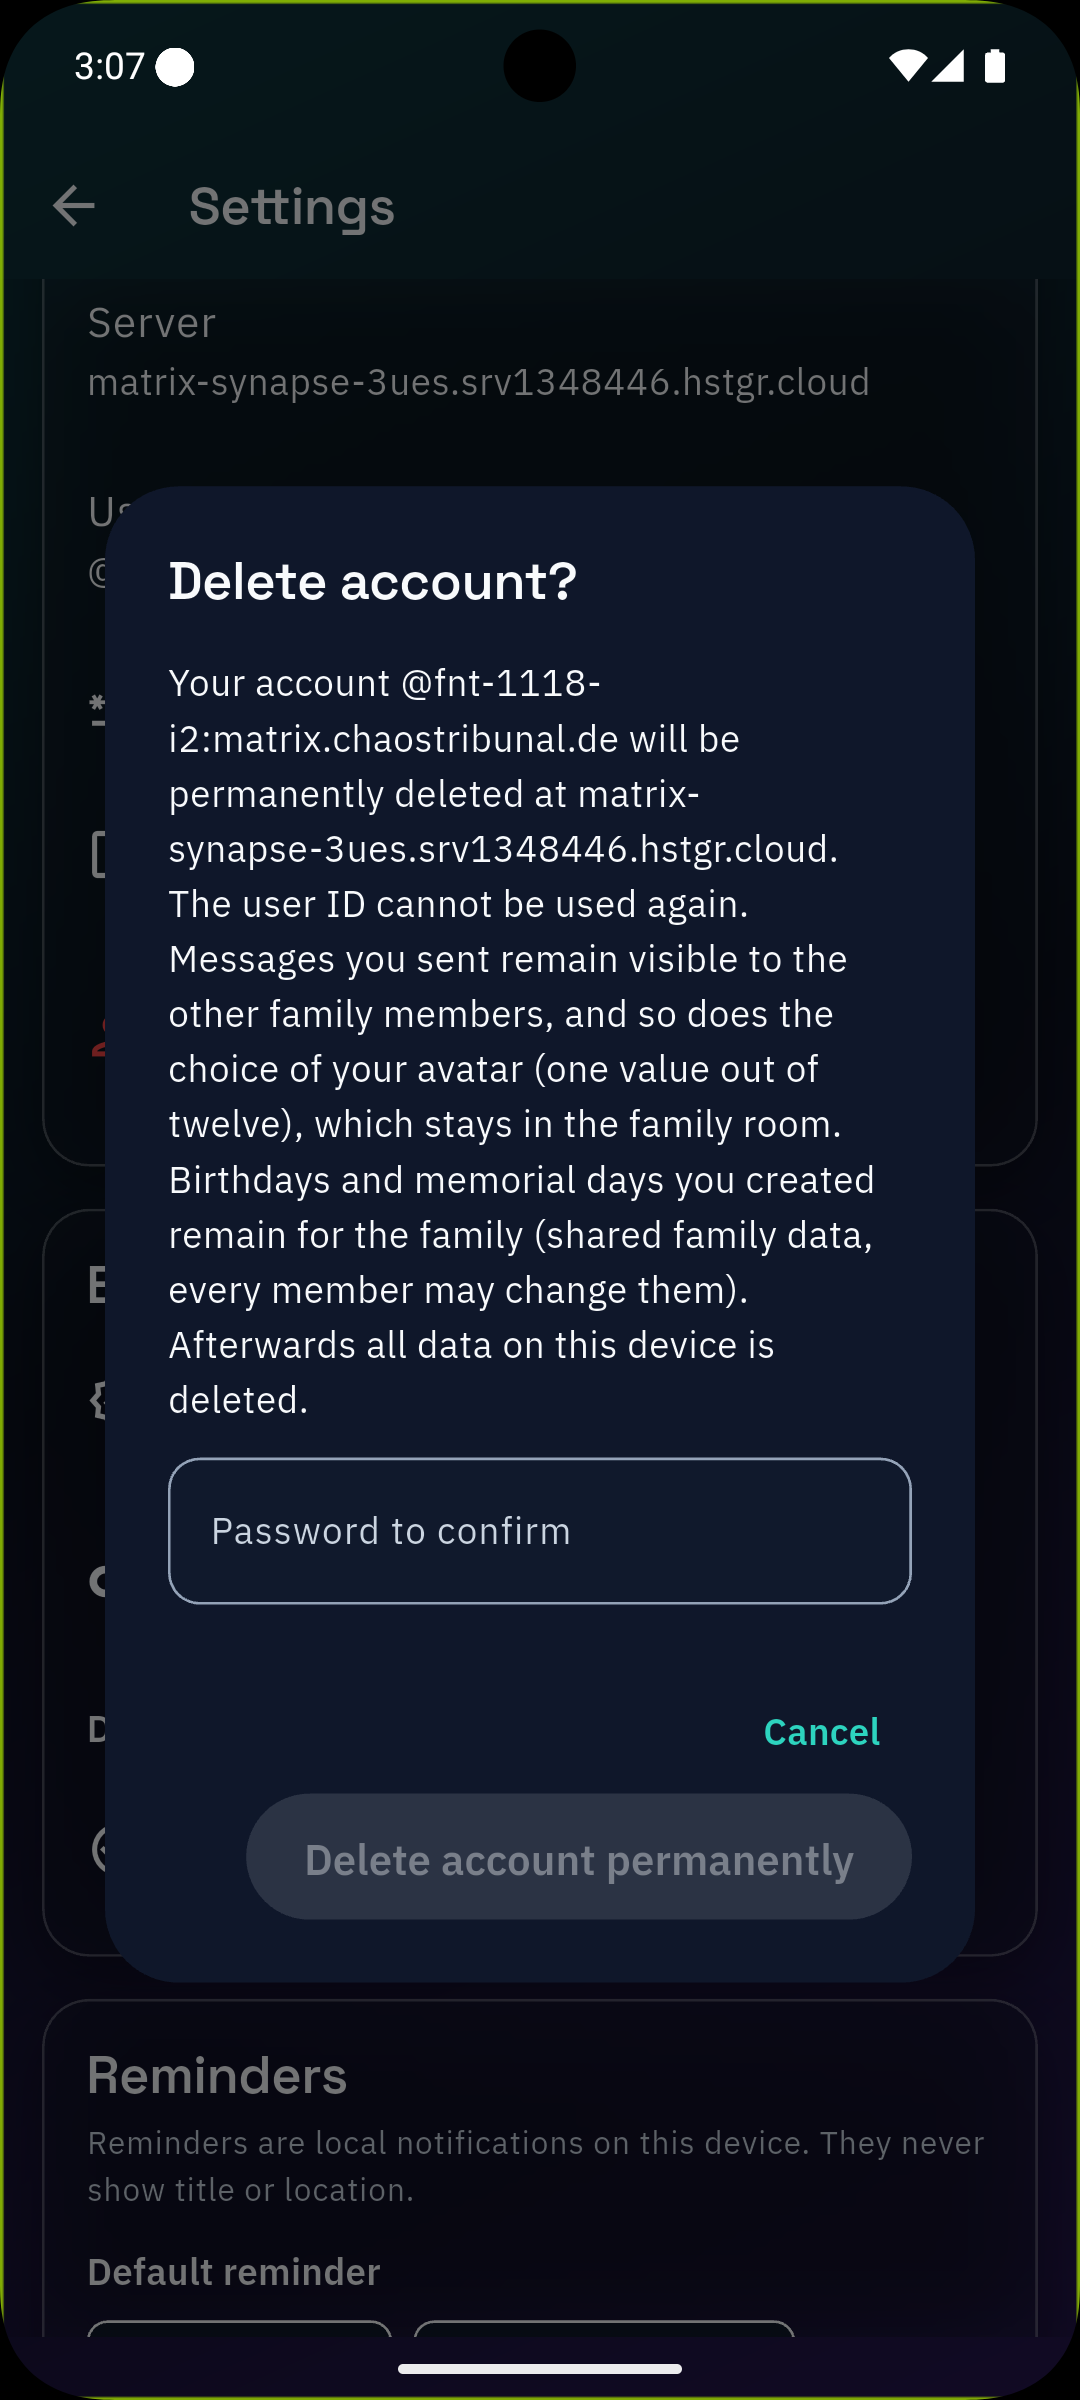 3:07
Settings
Server
matrix-synapse-3ues.srv1348446.hstgr.cloud
Delete account?
Your account @fnt-1118-
i2:matrix.chaostribunal.de will be
permanently deleted at matrix-
synapse-3ues.srv1348446.hstgr.cloud.
The user ID cannot be used again.
Messages you sent remain visible to the
other family members, and so does the
choice of your avatar (one value out of
twelve), which stays in the family room.
Birthdays and memorial days you created
remain for the family (shared family data,
every member may change them).
Afterwards all data on this device is
deleted.
Password to confirm
Cancel
Delete account permanently
Reminders
Reminders are local notifications on this device. They never
show title or location.
Default reminder